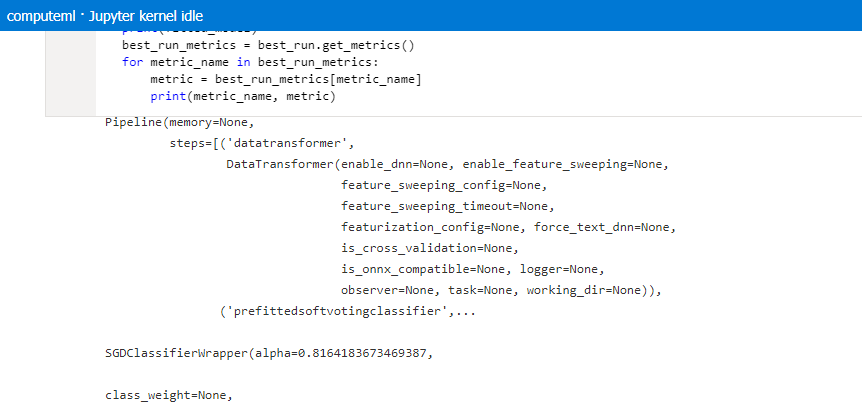 computeml · Jupyter kernel idle
print(fitted_model)
best_run_metrics = best_run.get_metrics()
for metric_name in best_run_metrics:
metric = best_run_metrics[metric_name]
print(metric_name, metric)
Pipeline(memory=None,
steps=[('datatransformer',
DataTransformer(enable_dnn=None, enable_feature_sweeping=None,
feature_sweeping_config=None,
feature_sweeping_timeout=None,
featurization_config=None, force_text_dnn=None,
is_cross_validation=None,
is_onnx_compatible=None, logger=None,
observer=None, task=None, working_dir=None)),
('prefittedsoftvotingclassifier',...
SGDClassifierWrapper(alpha=0.8164183673469387,
class_weight=None,